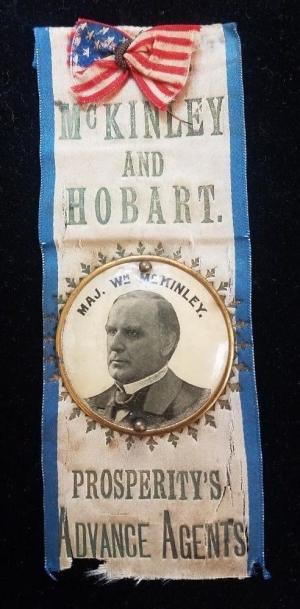 McKINLEY
AND
HOBART.
MAJ. WM McKINLEY.
PROSPERITY'S
ADVANCE AGENTS